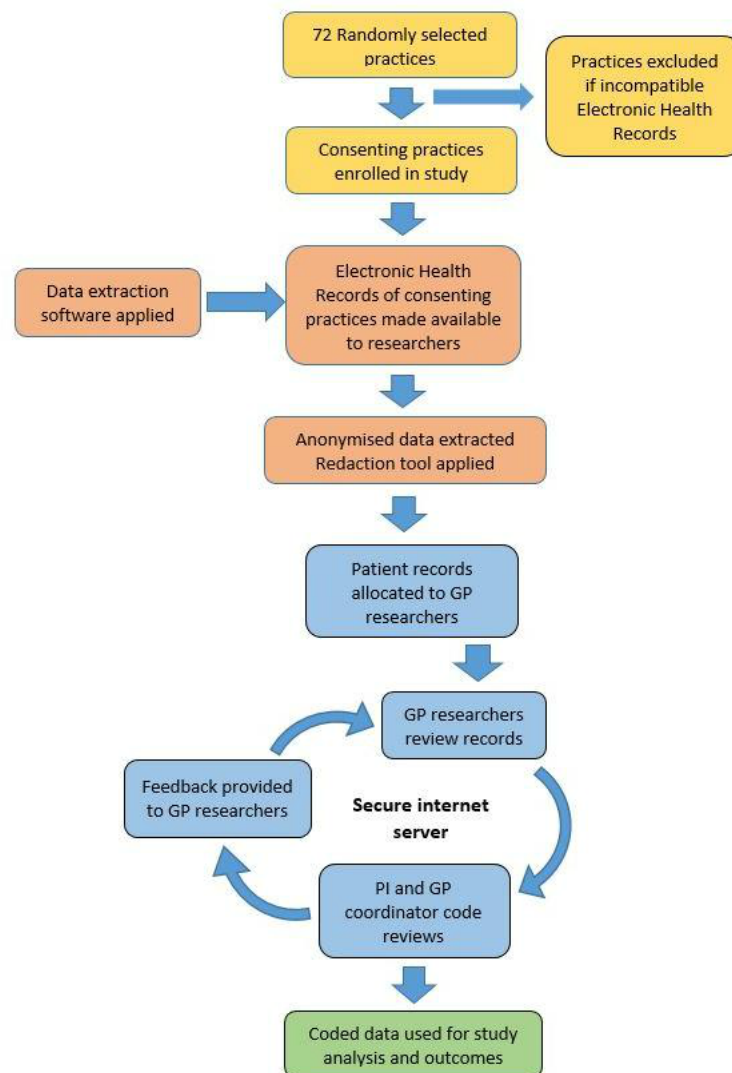 72 Randomly selected
practices
Practices excluded
if incompatible
Electronic Health
Records
Consenting practices
enrolled in study
Data extraction
software applied
Electronic Health
Records of consenting
practices made available
to researchers
Anonymised data extracted
Redaction tool applied
Patient records
allocated to GP
researchers
GP researchers
review records
Feedback provided
to GP researchers
Secure internet
server
PI and GP
coordinator code
reviews
Coded data used for study
analysis and outcomes